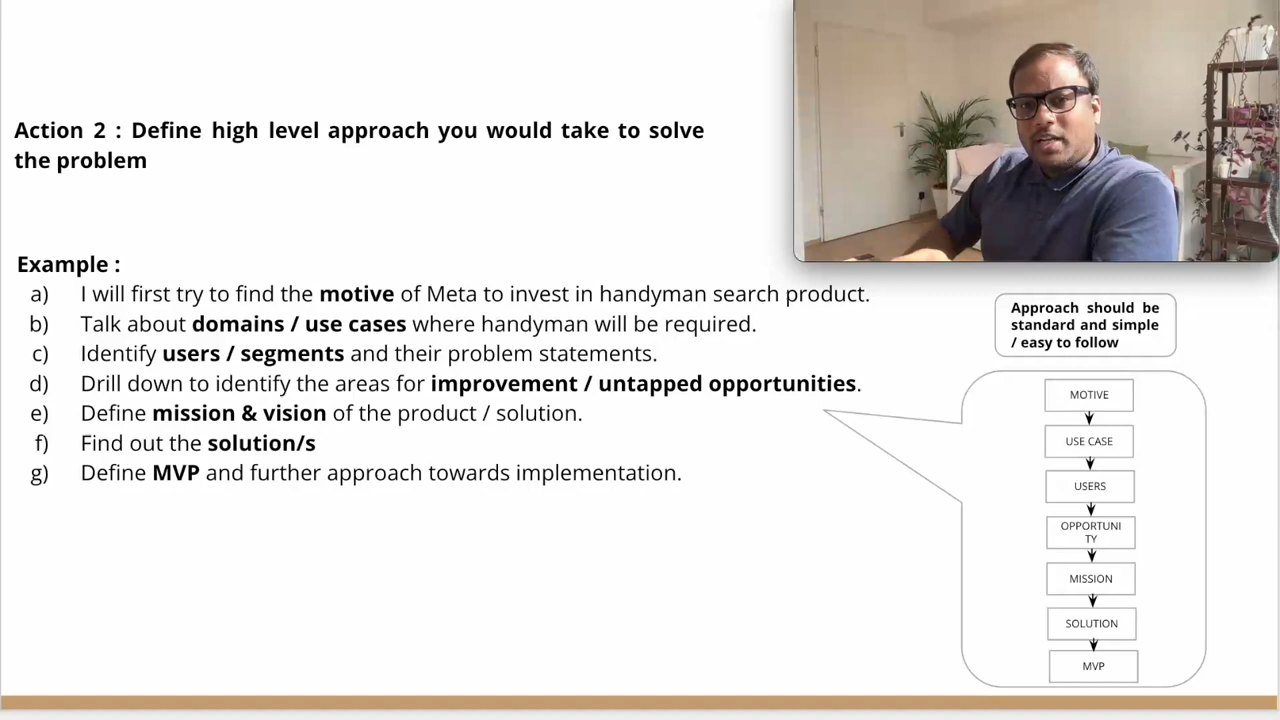 Action 2 : Define high level approach you would take to solve
the problem
Example :
a) I will first try to find the motive of Meta to invest in handyman search product.
b) Talk about domains / use cases where handyman will be required.
c) Identify users / segments and their problem statements.
d) Drill down to identify the areas for improvement / untapped opportunities.
e) Define mission & vision of the product / solution.
f) Find out the solution/s
g) Define MVP and further approach towards implementation.
Approach should be
standard and simple
/ easy to follow
MOTIVE
USE CASE
USERS
OPPORTUNI
TY
MISSION
SOLUTION
MVP